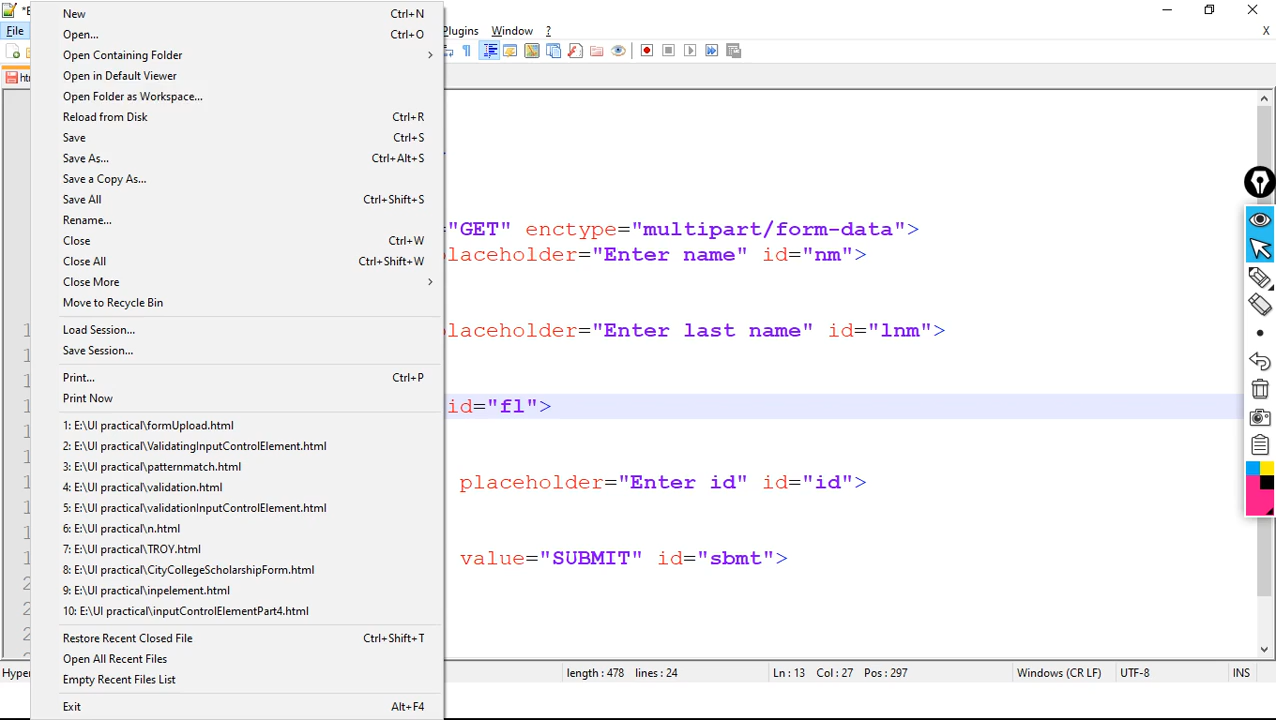 File
Plugins Window ? X
New Ctrl+N
Open... Ctrl+O
Open Containing Folder
Open in Default Viewer
Open Folder as Workspace...
Reload from Disk Ctrl+R
Save Ctrl+S
Save As... Ctrl+Alt+S
Save a Copy As...
Save All Ctrl+Shift+S
Rename...
Close Ctrl+W
Close All Ctrl+Shift+W
Close More
Move to Recycle Bin
Load Session...
Save Session...
Print... Ctrl+P
Print Now
1: E:\UI practical\formUpload.html
2: E:\UI practical\ValidatingInputControlElement.html
3: E:\UI practical\patternmatch.html
4: E:\UI practical\validation.html
5: E:\UI practical\validationInputControlElement.html
6: E:\UI practical\n.html
7: E:\UI practical\TROY.html
8: E:\UI practical\CityCollegeScholarshipForm.html
9: E:\UI practical\inpelement.html
10: E:\UI practical\inputControlElementPart4.html
Restore Recent Closed File Ctrl+Shift+T
Open All Recent Files
Empty Recent Files List
Exit Alt+F4
="GET" enctype="multipart/form-data">
placeholder="Enter name" id="nm">
placeholder="Enter last name" id="lnm">
id="fl">
placeholder="Enter id" id="id">
value="SUBMIT" id="sbmt">
length : 478 lines : 24 Ln : 13 Col : 27 Pos : 297 Windows (CR LF) UTF-8 INS